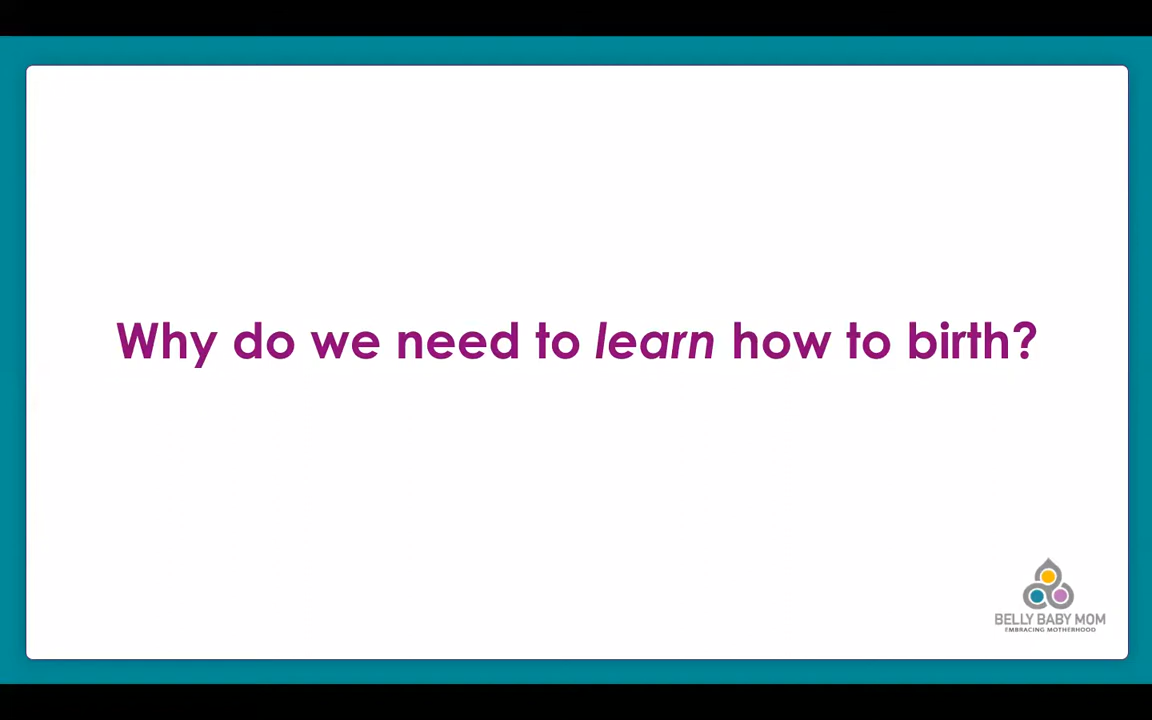 Why do we need to learn how to birth?
BELLY BABY MOM
EMBRACING MOTHERHOOD